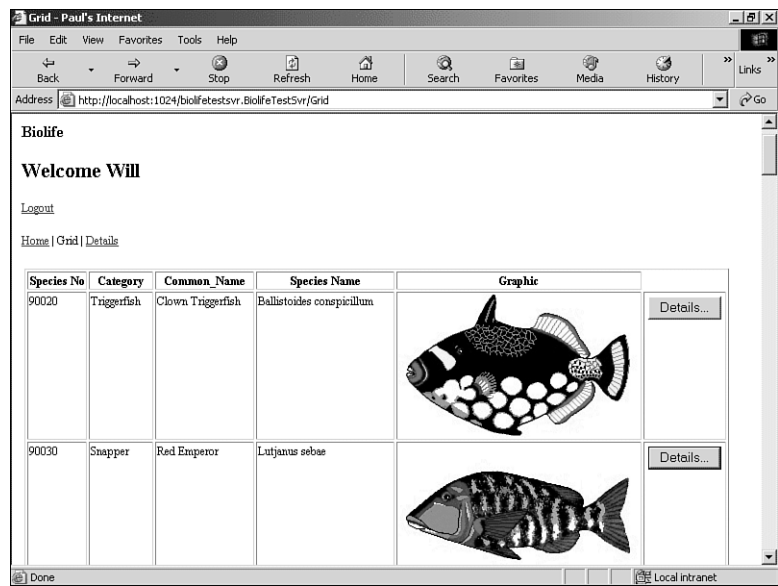 Grid - Paul's Internet
File Edit View Favorites Tools Help
Back Forward Stop Refresh Home Search Favorites Media History » Links »
Address http://localhost:1024/biolifetestsvr.BiolifeTestSvr/Grid Go
Biolife
Welcome Will
Logout
Home | Grid | Details
Species No Category Common_Name Species Name Graphic
90020 Triggerfish Clown Triggerfish Ballistoides conspicillum Details...
90030 Snapper Red Emperor Lutjanus sebae Details...
Done Local intranet